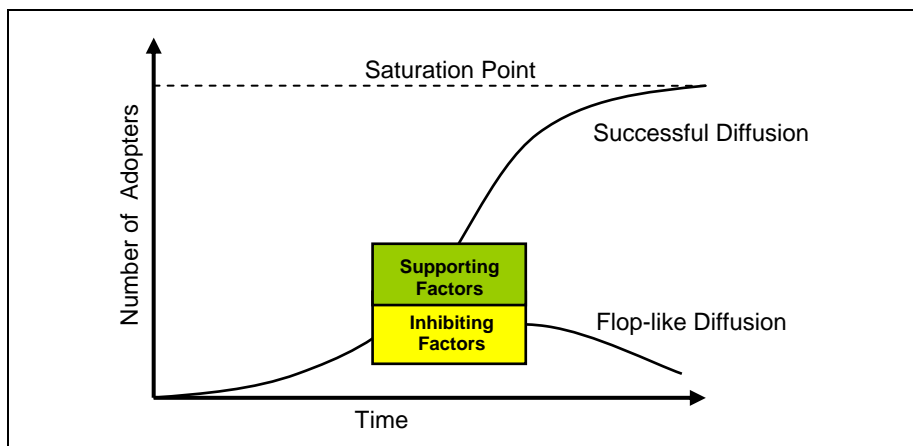 Saturation Point
Successful Diffusion
Number of Adopters
Supporting
Factors
Inhibiting
Factors
Flop-like Diffusion
Time